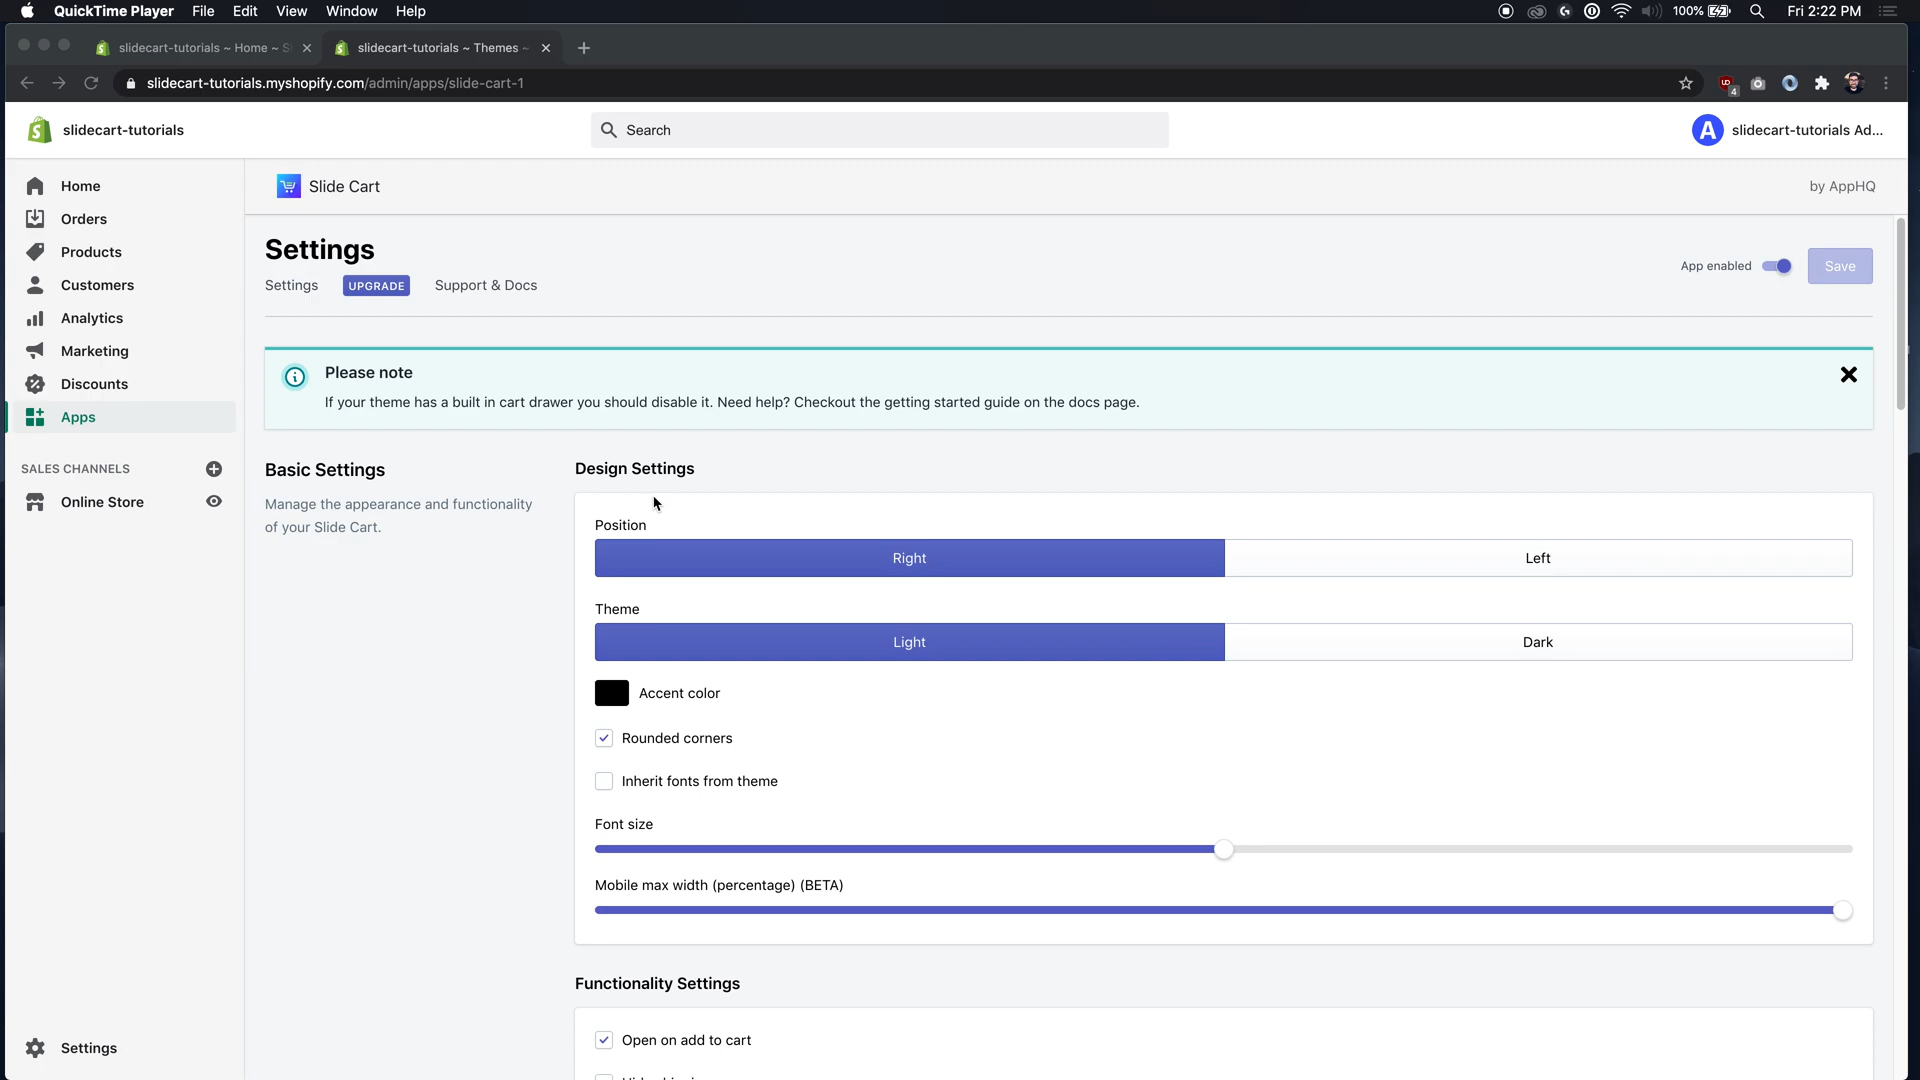 QuickTime Player File Edit View Window Help 100% Fri 2:22 PM
slidecart-tutorials ~ Home ~ S slidecart-tutorials ~ Themes ~
slidecart-tutorials.myshopify.com/admin/apps/slide-cart-1
4
slidecart-tutorials
Search
A slidecart-tutorials Ad...
Home
Orders
Products
Customers
Analytics
Marketing
Discounts
Apps
SALES CHANNELS
Online Store
Settings
Slide Cart
by AppHQ
Settings
Settings UPGRADE Support & Docs
App enabled Save
Please note
If your theme has a built in cart drawer you should disable it. Need help? Checkout the getting started guide on the docs page.
Basic Settings
Manage the appearance and functionality
of your Slide Cart.
Design Settings
Position
Right Left
Theme
Light Dark
Accent color
Rounded corners
Inherit fonts from theme
Font size
Mobile max width (percentage) (BETA)
Functionality Settings
Open on add to cart